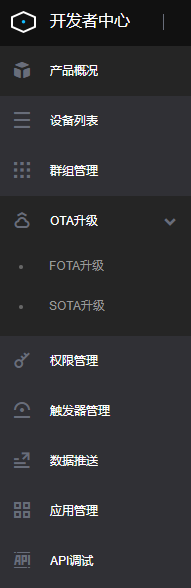 开发者中心
产品概况
设备列表
群组管理
OTA升级
FOTA升级
SOTA升级
权限管理
触发器管理
数据推送
应用管理
API API调试